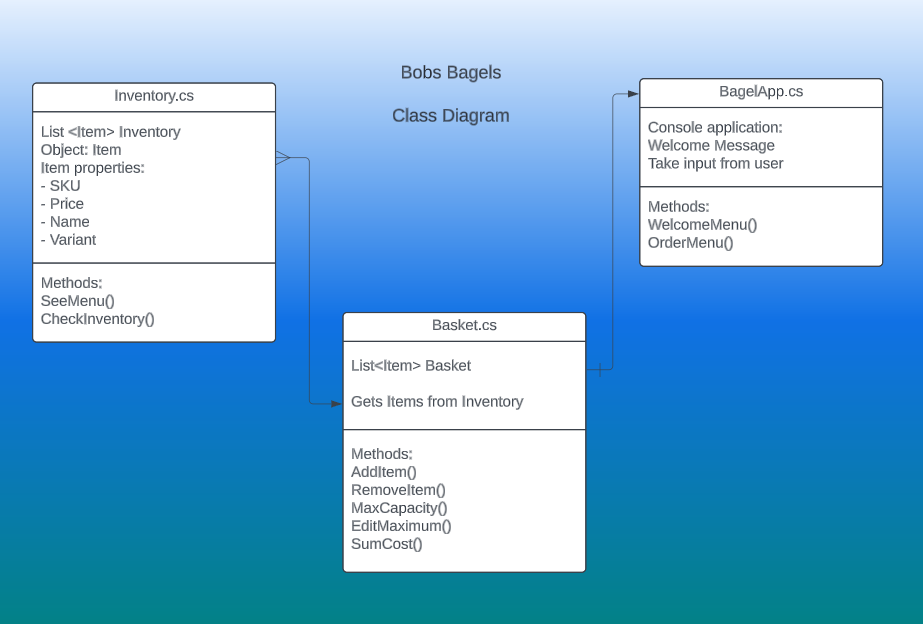 Bobs Bagels
Class Diagram
Inventory.cs
List <Item> Inventory
Object: Item
Item properties:
- SKU
- Price
- Name
- Variant
Methods:
SeeMenu()
CheckInventory()
Basket.cs
List<Item> Basket
Gets Items from Inventory
Methods:
AddItem()
RemoveItem()
MaxCapacity()
EditMaximum()
SumCost()
BagelApp.cs
Console application:
Welcome Message
Take input from user
Methods:
WelcomeMenu()
OrderMenu()